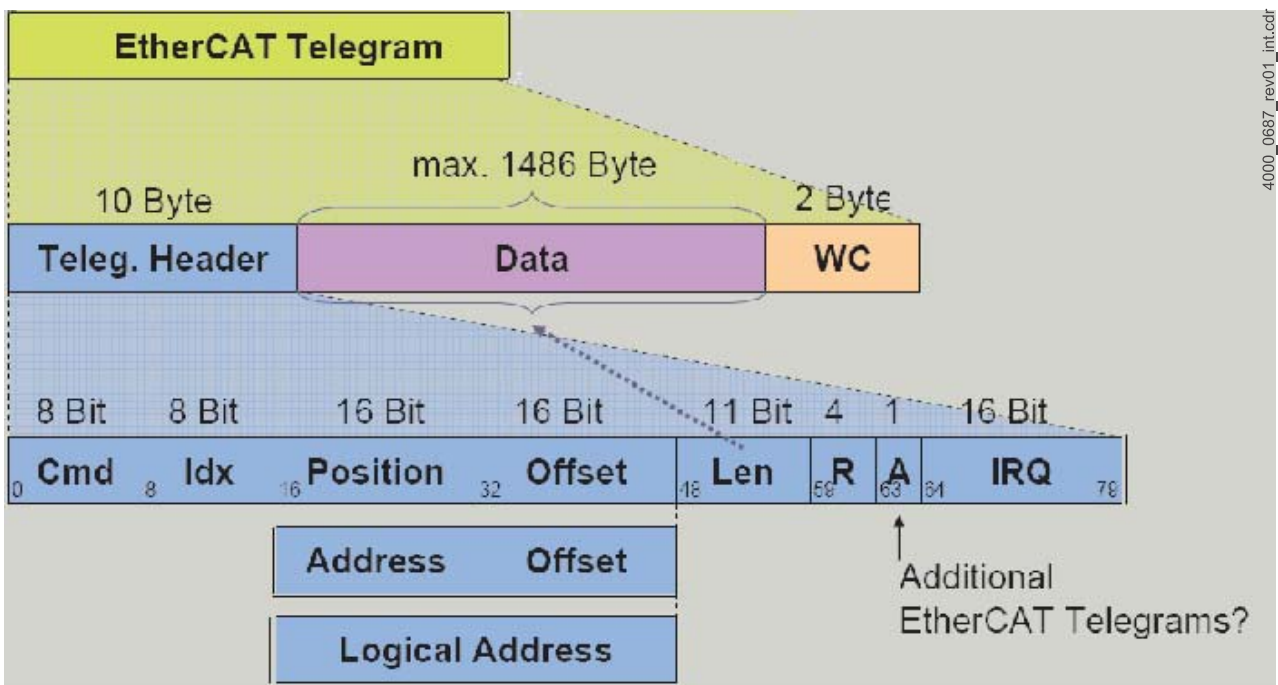 4000_0687_rev01_int.cdr
EtherCAT Telegram
max. 1486 Byte
10 Byte 2 Byte
Teleg. Header Data WC
8 Bit 8 Bit 16 Bit 16 Bit 11 Bit 4 1 16 Bit
Cmd Idx Position Offset Len R A IRQ
0 8 16 32 48 59 63 64 79
Address Offset
Additional
EtherCAT Telegrams?
Logical Address